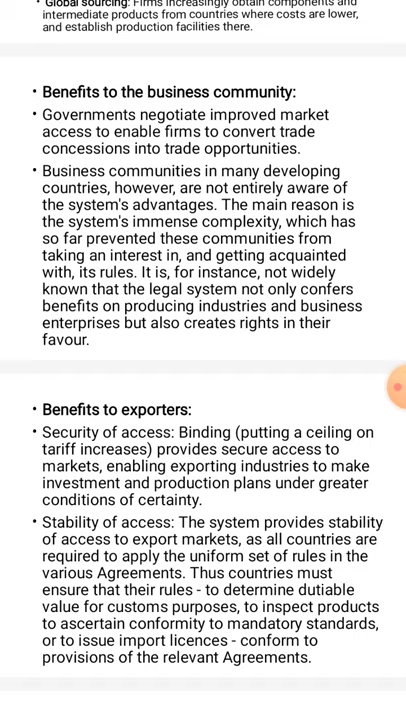 • Global sourcing: Firms increasingly obtain components and
intermediate products from countries where costs are lower,
and establish production facilities there.
• Benefits to the business community:
• Governments negotiate improved market
access to enable firms to convert trade
concessions into trade opportunities.
• Business communities in many developing
countries, however, are not entirely aware of
the system's advantages. The main reason is
the system's immense complexity, which has
so far prevented these communities from
taking an interest in, and getting acquainted
with, its rules. It is, for instance, not widely
known that the legal system not only confers
benefits on producing industries and business
enterprises but also creates rights in their
favour.
• Benefits to exporters:
• Security of access: Binding (putting a ceiling on
tariff increases) provides secure access to
markets, enabling exporting industries to make
investment and production plans under greater
conditions of certainty.
• Stability of access: The system provides stability
of access to export markets, as all countries are
required to apply the uniform set of rules in the
various Agreements. Thus countries must
ensure that their rules - to determine dutiable
value for customs purposes, to inspect products
to ascertain conformity to mandatory standards,
or to issue import licences - conform to
provisions of the relevant Agreements.